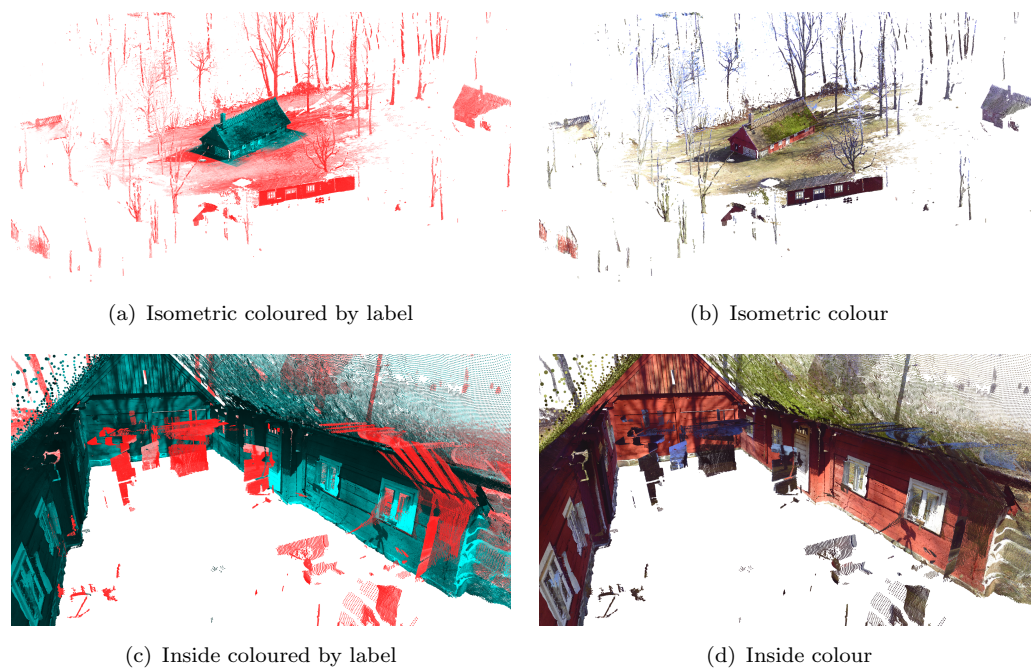 (a) Isometric coloured by label
(b) Isometric colour
(c) Inside coloured by label
(d) Inside colour